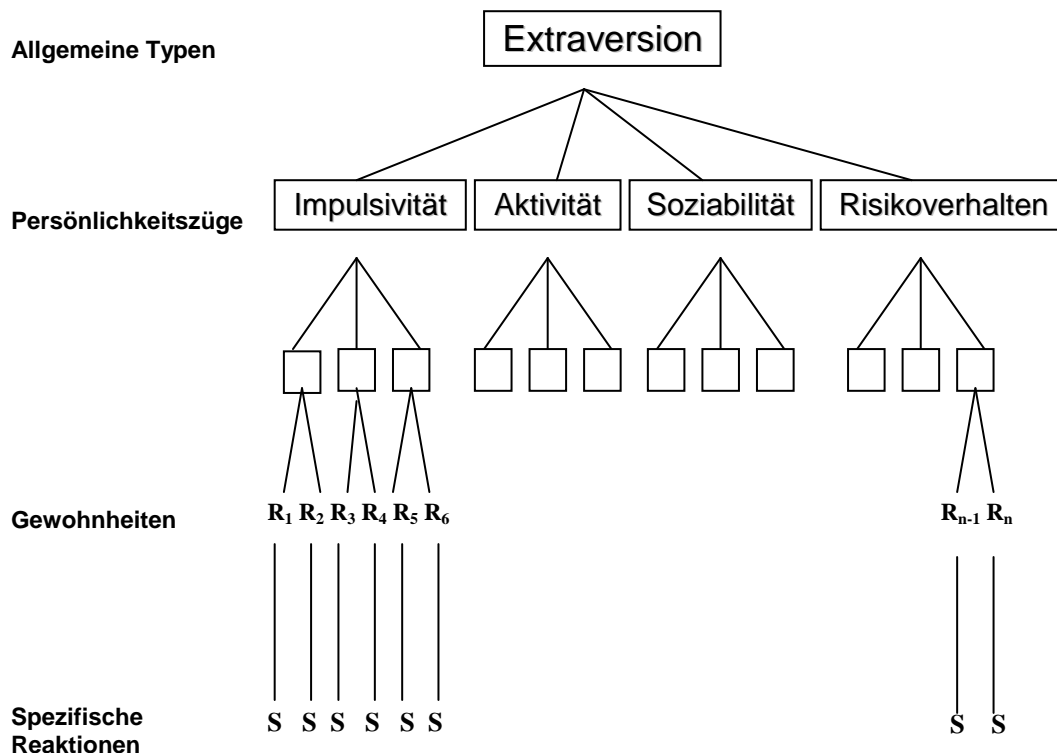 Allgemeine Typen
Extraversion
Persönlichkeitszüge
Impulsivität Aktivität Soziabilität Risikoverhalten
Gewohnheiten
R₁ R₂ R₃ R₄ R₅ R₆ Rₙ₋₁ Rₙ
Spezifische
Reaktionen
S S S S S S S S